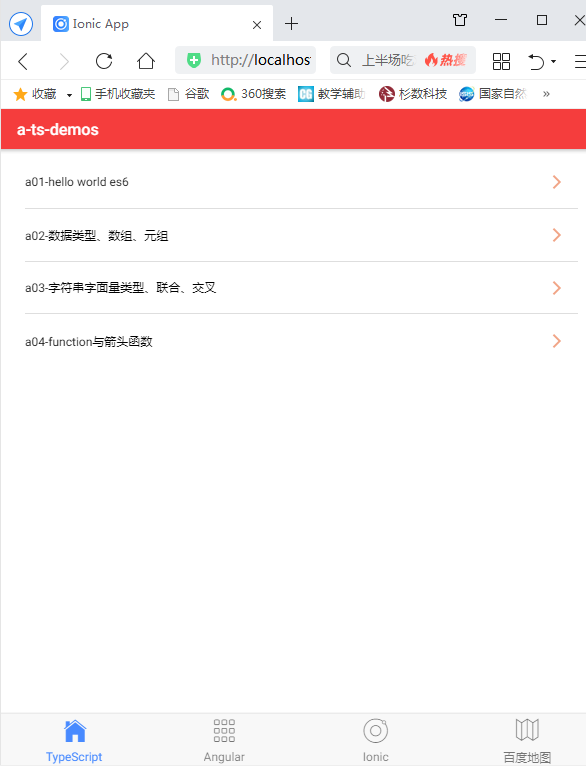 Ionic App
http://localhos
上半场吃 热搜
收藏 手机收藏夹 谷歌 360搜索 教学辅助 杉数科技 国家自然 »
a-ts-demos
a01-hello world es6
a02-数据类型、数组、元组
a03-字符串字面量类型、联合、交叉
a04-function与箭头函数
TypeScript Angular Ionic 百度地图